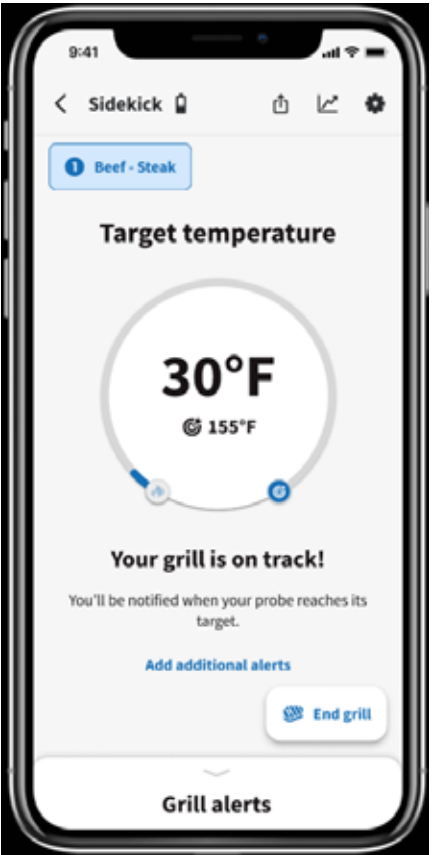 9:41
Sidekick
1 Beef - Steak
Target temperature
30°F
155°F
Your grill is on track!
You'll be notified when your probe reaches its
target.
Add additional alerts
End grill
Grill alerts